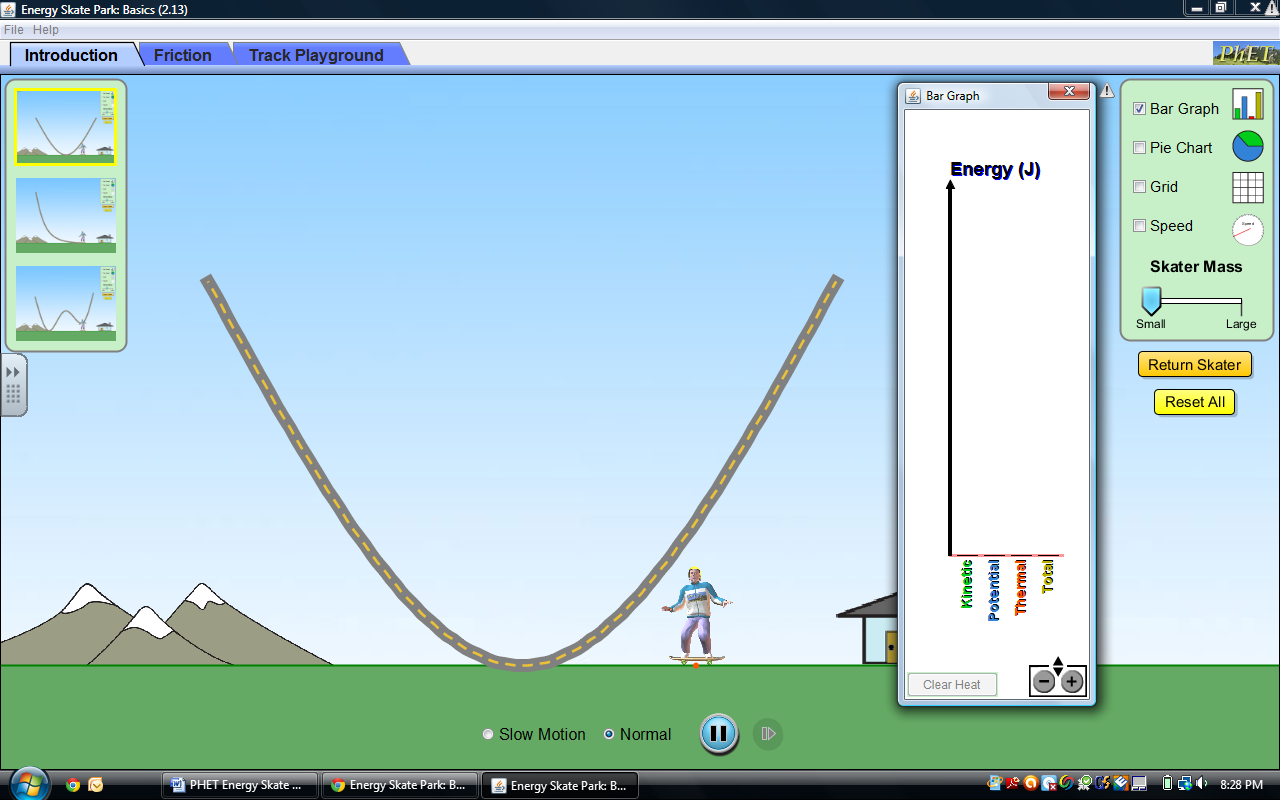 Energy Skate Park: Basics (2.13)
File Help
Introduction Friction Track Playground
PhET
Bar Graph
Energy (J)
Kinetic
Potential
Thermal
Total
Clear Heat
Bar Graph
Pie Chart
Grid
Speed
Skater Mass
Small Large
Return Skater
Reset All
Slow Motion Normal
PHET Energy Skate ... Energy Skate Park: B... Energy Skate Park: B... 8:28 PM